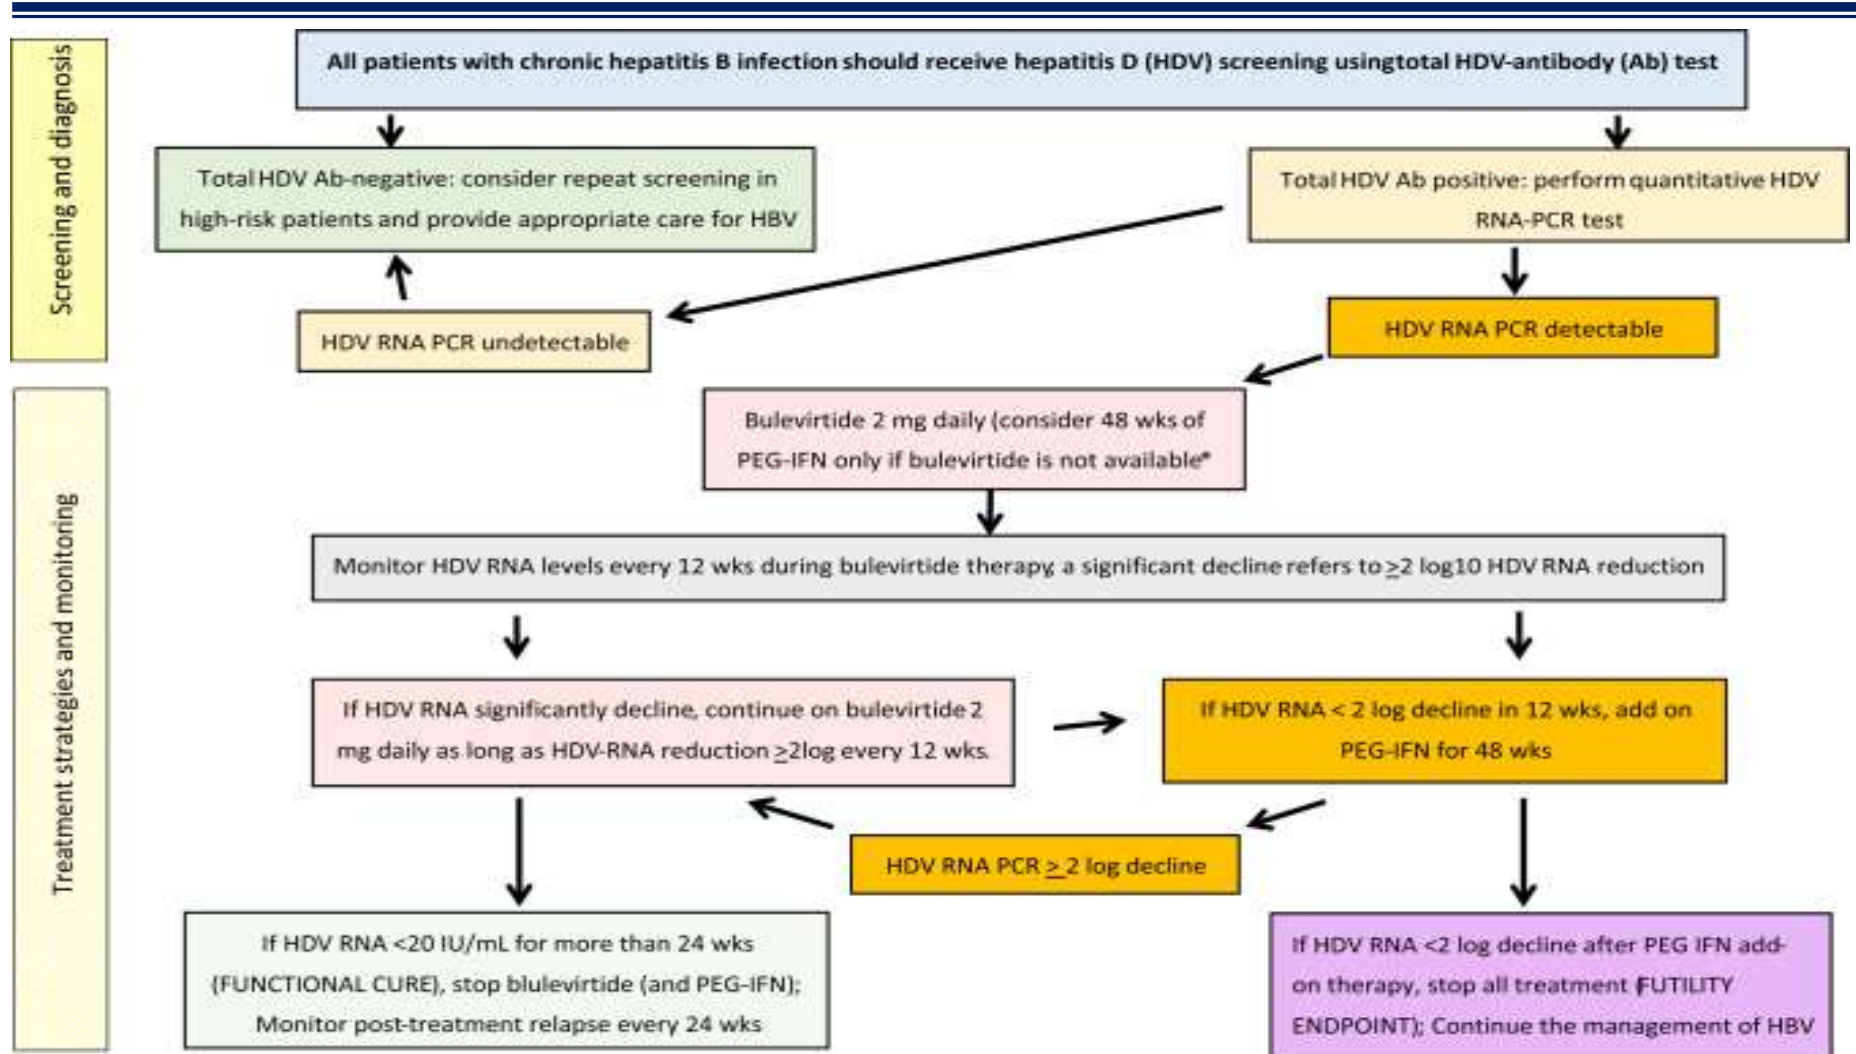 Screening and diagnosis
All patients with chronic hepatitis B infection should receive hepatitis D (HDV) screening usingtotal HDV-antibody (Ab) test
Total HDV Ab-negative: consider repeat screening in
high-risk patients and provide appropriate care for HBV
Total HDV Ab positive: perform quantitative HDV
RNA-PCR test
HDV RNA PCR undetectable
HDV RNA PCR detectable
Treatment strategies and monitoring
Bulevirtide 2 mg daily (consider 48 wks of
PEG-IFN only if bulevirtide is not available*
Monitor HDV RNA levels every 12 wks during bulevirtide therapy, a significant decline refers to ≥2 log10 HDV RNA reduction
If HDV RNA significantly decline, continue on bulevirtide 2
mg daily as long as HDV-RNA reduction ≥2log every 12 wks.
If HDV RNA < 2 log decline in 12 wks, add on
PEG-IFN for 48 wks
HDV RNA PCR ≥ 2 log decline
If HDV RNA <20 IU/mL for more than 24 wks
(FUNCTIONAL CURE), stop blulevirtide (and PEG-IFN);
Monitor post-treatment relapse every 24 wks
If HDV RNA <2 log decline after PEG IFN add-
on therapy, stop all treatment (FUTILITY
ENDPOINT); Continue the management of HBV